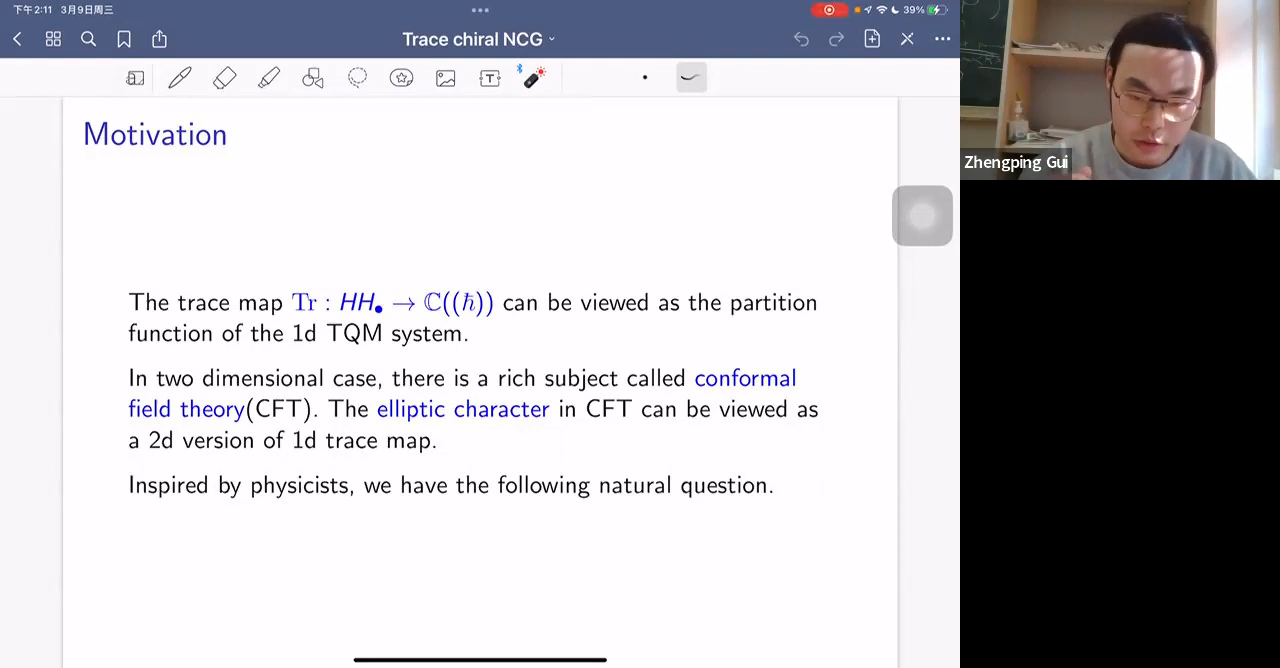 下午2:11 3月9日周三
39%
Trace chiral NCG
Motivation
The trace map Tr : HH• → ℂ((ħ)) can be viewed as the partition
function of the 1d TQM system.
In two dimensional case, there is a rich subject called conformal
field theory(CFT). The elliptic character in CFT can be viewed as
a 2d version of 1d trace map.
Inspired by physicists, we have the following natural question.
Zhengping Gui